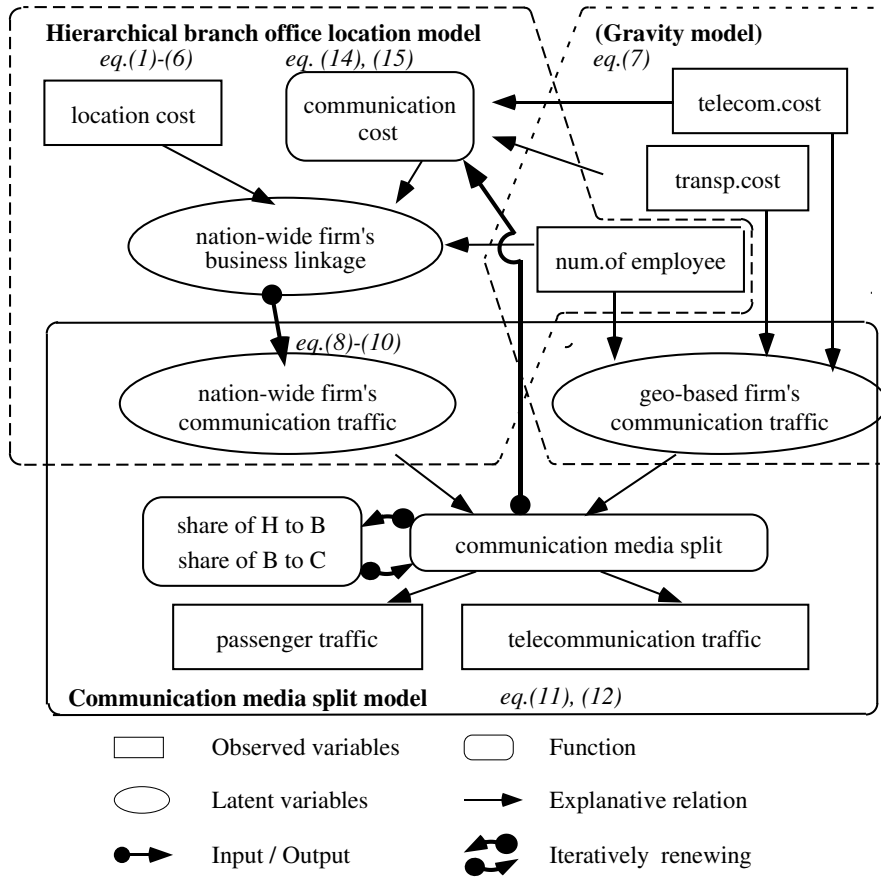 Hierarchical branch office location model
(Gravity model)
eq.(1)-(6)
eq. (14), (15)
eq.(7)
location cost
communication
cost
telecom.cost
transp.cost
nation-wide firm's
business linkage
num.of employee
eq.(8)-(10)
nation-wide firm's
communication traffic
geo-based firm's
communication traffic
share of H to B
share of B to C
communication media split
passenger traffic
telecommunication traffic
Communication media split model
eq.(11), (12)
Observed variables
Function
Latent variables
Explanative relation
Input / Output
Iteratively renewing